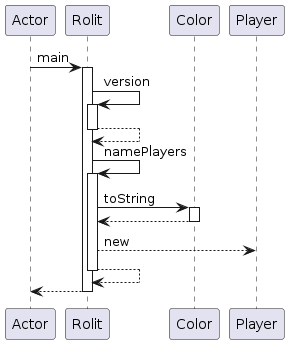 Actor Rolit Color Player
main
version
namePlayers
toString
new
Actor Rolit Color Player